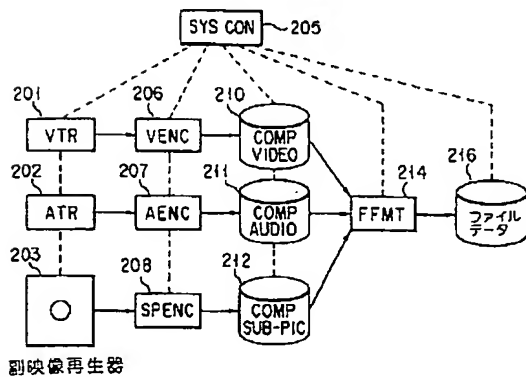 SYS CON
205
201
206
210
VTR
VENC
COMP
VIDEO
202
207
211
214
216
ATR
AENC
COMP
AUDIO
FFMT
ファイル
データ
203
208
212
SPENC
COMP
SUB-PIC
副映像再生器